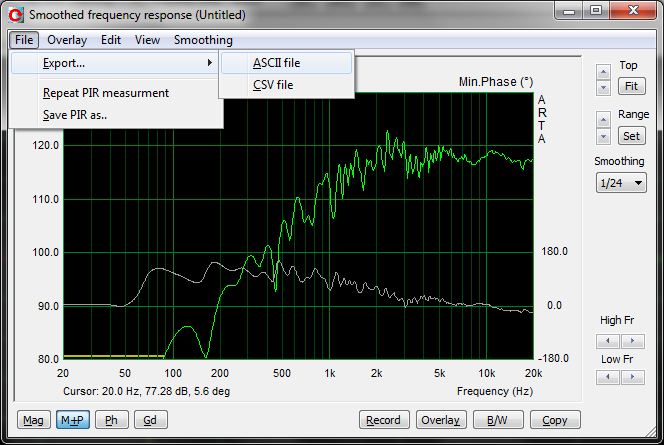 Smoothed frequency response (Untitled)
File Overlay Edit View Smoothing
Export...
ASCII file
CSV file
Repeat PIR measurment
Save PIR as..
Min.Phase (°)
A
R
T
A
Top
Fit
Range
Set
Smoothing
1/24
120.0
110.0
100.0
90.0
80.0
180.0
0.0
-180.0
20 50 100 200 500 1k 2k 5k 10k 20k
Cursor: 20.0 Hz, 77.28 dB, 5.6 deg
Frequency (Hz)
High Fr
Low Fr
Mag M+P Ph Gd Record Overlay B/W Copy